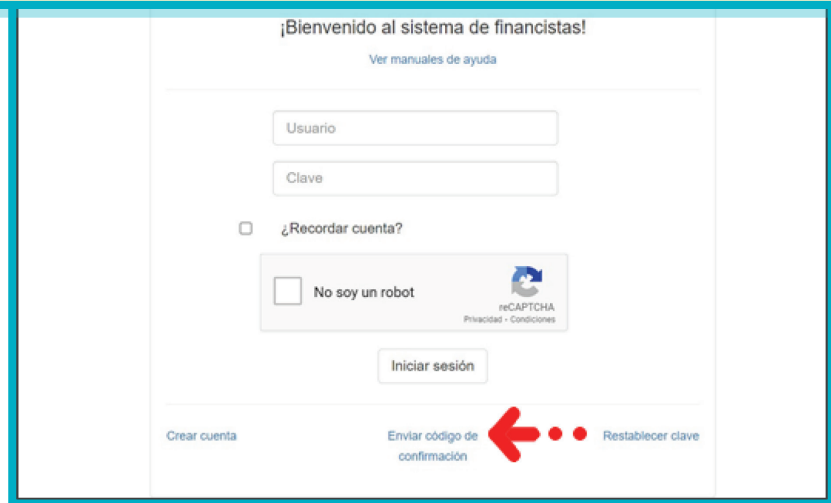 ¡Bienvenido al sistema de financistas!
Ver manuales de ayuda
Usuario
Clave
¿Recordar cuenta?
No soy un robot
reCAPTCHA
Privacidad - Condiciones
Iniciar sesión
Crear cuenta
Enviar código de
confirmación
Restablecer clave